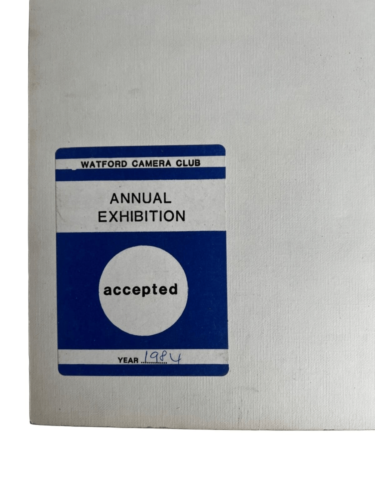 WATFORD CAMERA CLUB
ANNUAL
EXHIBITION
accepted
YEAR 1984